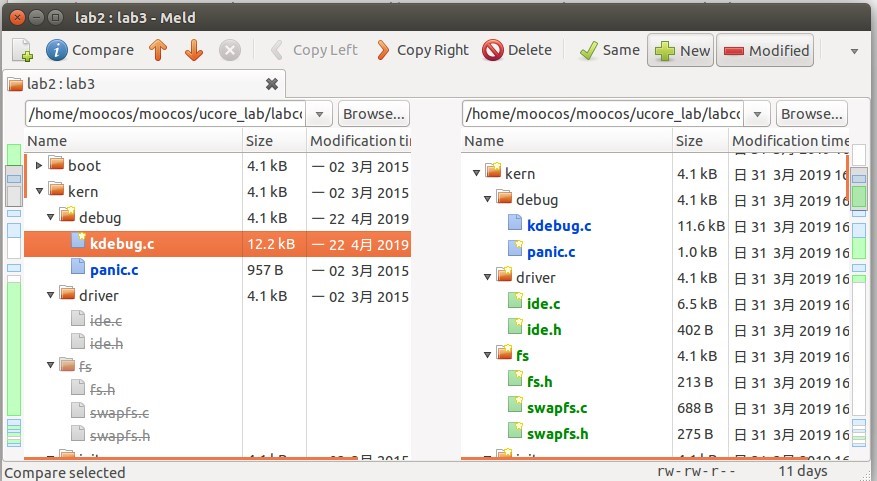 lab2 : lab3 - Meld
Compare Copy Left Copy Right Delete Same New Modified
lab2 : lab3
/home/moocos/moocos/ucore_lab/labco Browse... /home/moocos/moocos/ucore_lab/labco Browse...
Name Size Modification tin Name Size Modification time
boot 4.1 kB 一 02 3月 2015
kern 4.1 kB 一 02 3月 2015 kern 4.1 kB 日 31 3月 2019 16
debug 4.1 kB 一 22 4月 2019 debug 4.1 kB 日 31 3月 2019 16
kdebug.c 12.2 kB 一 22 4月 2019 kdebug.c 11.6 kB 日 31 3月 2019 16
panic.c 957 B 一 02 3月 2015 panic.c 1.0 kB 日 31 3月 2019 16
driver 4.1 kB 一 02 3月 2015 driver 4.1 kB 日 31 3月 2019 16
ide.c ide.c 6.5 kB 日 31 3月 2019 16
ide.h ide.h 402 B 日 31 3月 2019 16
fs fs 4.1 kB 日 31 3月 2019 16
fs.h fs.h 213 B 日 31 3月 2019 16
swapfs.c swapfs.c 688 B 日 31 3月 2019 16
swapfs.h swapfs.h 275 B 日 31 3月 2019 16
Compare selected rw-rw-r-- 11 days